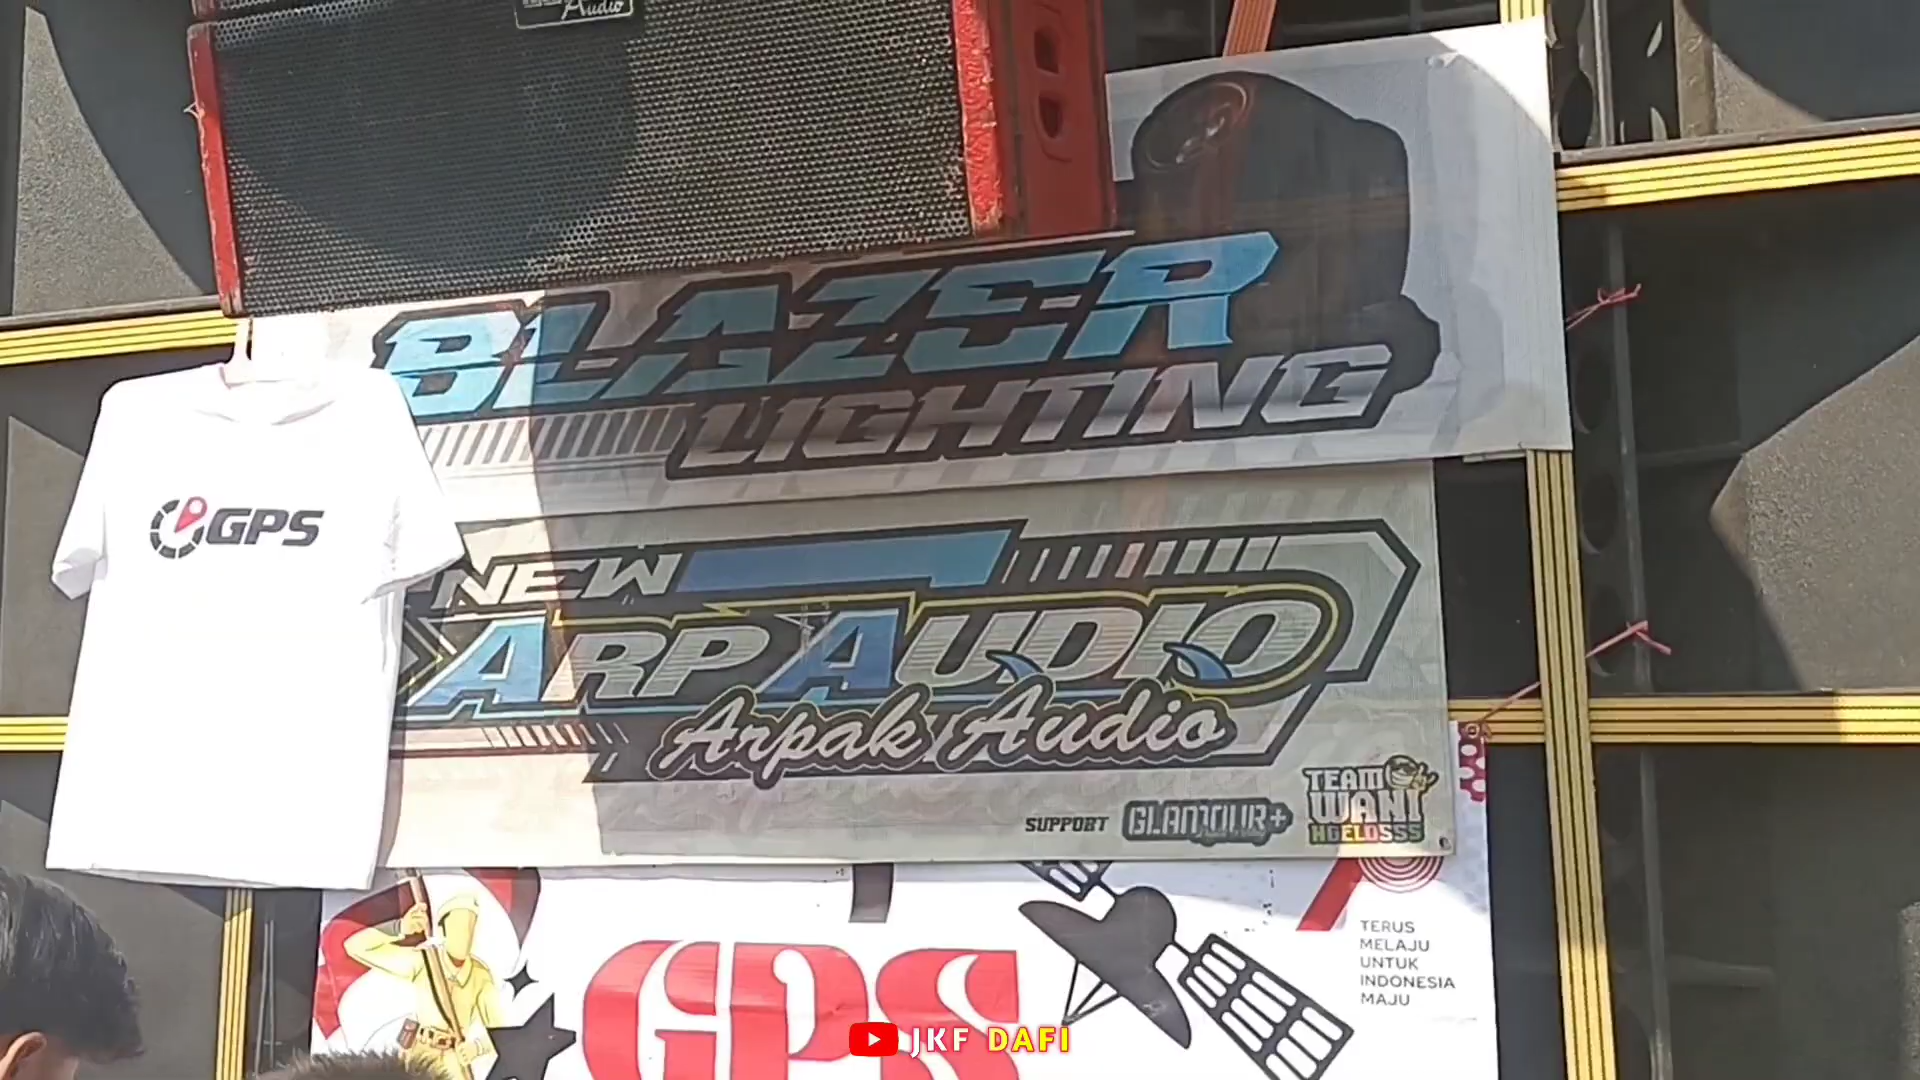 Audio
BLAZER
LIGHTING
GPS
NEW
ARP AUDIO
Arpak Audio
SUPPORT
GLAMOUR+
TEAM
WANI
NGELOSSS
GPS
TERUS
MELAJU
UNTUK
INDONESIA
MAJU
JKF DAFI